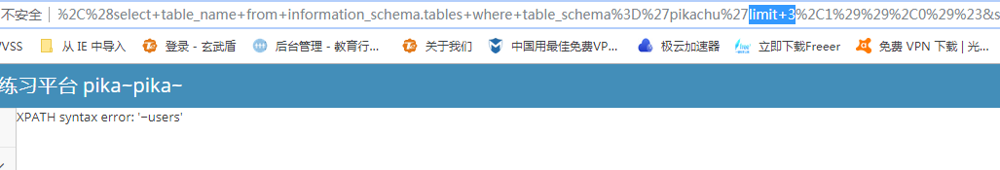 不安全 | %2C%28select+table_name+from+information_schema.tables+where+table_schema%3D%27pikachu%27limit+3%2C1%29%29%2C0%29%23&s
/VSS 从 IE 中导入 登录 - 玄武盾 后台管理 - 教育行... 关于我们 中国用最佳免费VP... 极云加速器 立即下载Freeer 免费 VPN 下载 | 光...
练习平台 pika~pika~
XPATH syntax error: '~users'